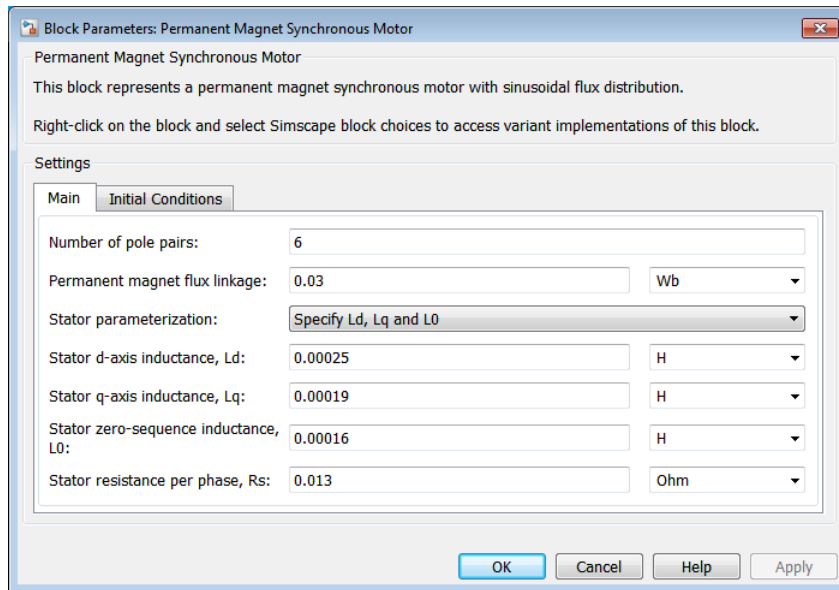 Block Parameters: Permanent Magnet Synchronous Motor
Permanent Magnet Synchronous Motor
This block represents a permanent magnet synchronous motor with sinusoidal flux distribution.
Right-click on the block and select Simscape block choices to access variant implementations of this block.
Settings
Main Initial Conditions
Number of pole pairs: 6
Permanent magnet flux linkage: 0.03 Wb
Stator parameterization: Specify Ld, Lq and L0
Stator d-axis inductance, Ld: 0.00025 H
Stator q-axis inductance, Lq: 0.00019 H
Stator zero-sequence inductance,
L0: 0.00016 H
Stator resistance per phase, Rs: 0.013 Ohm
OK Cancel Help Apply